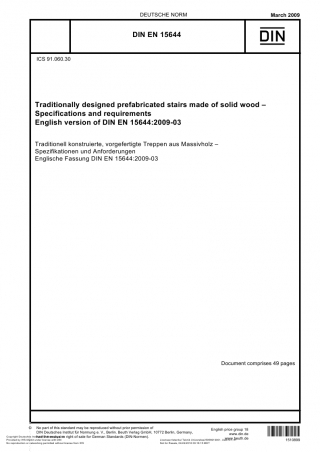 DEUTSCHE NORM
March 2009
DIN EN 15644
DIN
ICS 91.060.30
Traditionally designed prefabricated stairs made of solid wood –
Specifications and requirements
English version of DIN EN 15644:2009-03
Traditionell konstruierte, vorgefertigte Treppen aus Massivholz –
Spezifikationen und Anforderungen
Englische Fassung DIN EN 15644:2009-03
Document comprises 49 pages
No part of this standard may be reproduced without prior permission of
DIN Deutsches Institut für Normung e. V., Berlin. Beuth Verlag GmbH, 10772 Berlin, Germany,
has the exclusive right of sale for German Standards (DIN-Normen).
English price group 18
www.din.de
www.beuth.de